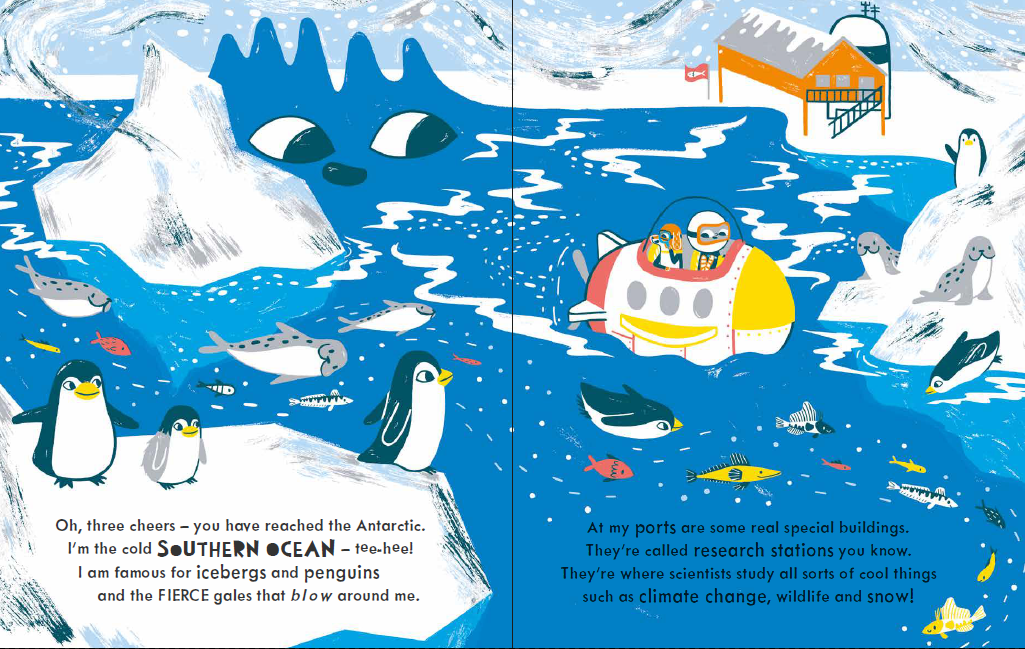 Oh, three cheers – you have reached the Antarctic.
I'm the cold SOUTHERN OCEAN – tee-hee!
I am famous for icebergs and penguins
and the FIERCE gales that blow around me.
At my ports are some real special buildings.
They're called research stations you know.
They're where scientists study all sorts of cool things
such as climate change, wildlife and snow!